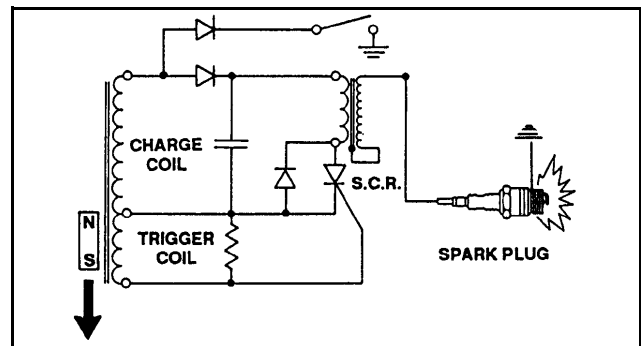 CHARGE
COIL
S.C.R.
N
S
TRIGGER
COIL
SPARK PLUG